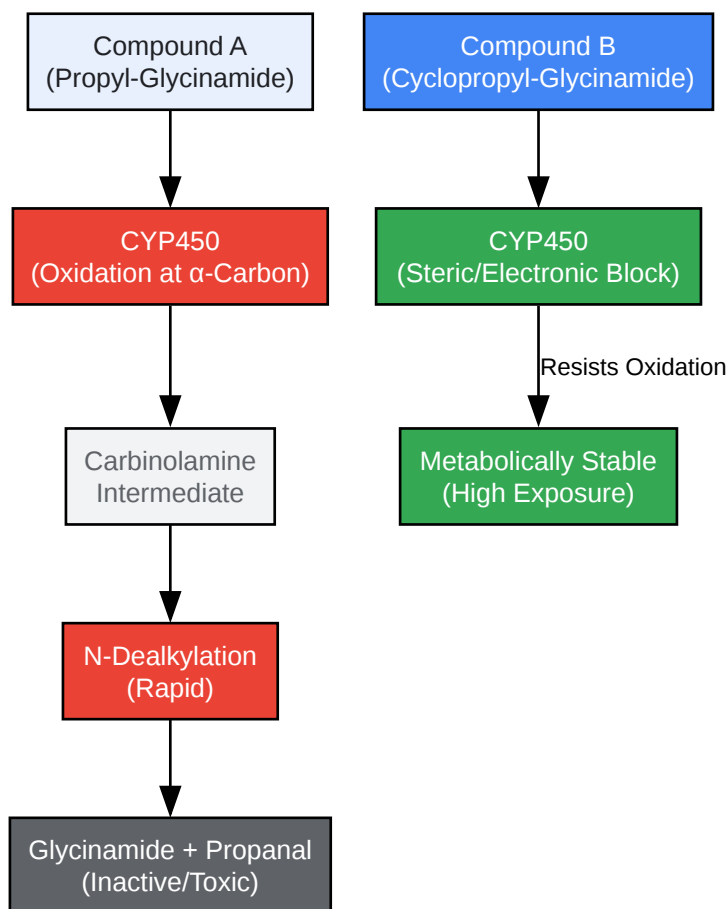 Compound A
(Propyl-Glycinamide)
CYP450
(Oxidation at α-Carbon)
Carbinolamine
Intermediate
N-Dealkylation
(Rapid)
Glycinamide + Propanal
(Inactive/Toxic)
Compound B
(Cyclopropyl-Glycinamide)
CYP450
(Steric/Electronic Block)
Resists Oxidation
Metabolically Stable
(High Exposure)